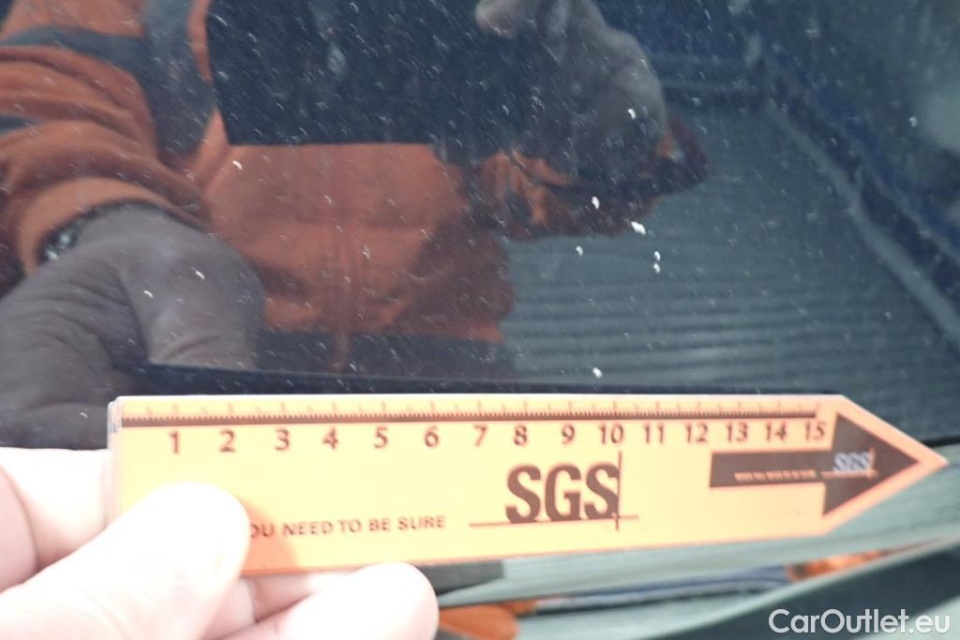 1 2 3 4 5 6 7 8 9 10 11 12 13 14 15
SGS
SGS
OU NEED TO BE SURE
CarOutlet.eu